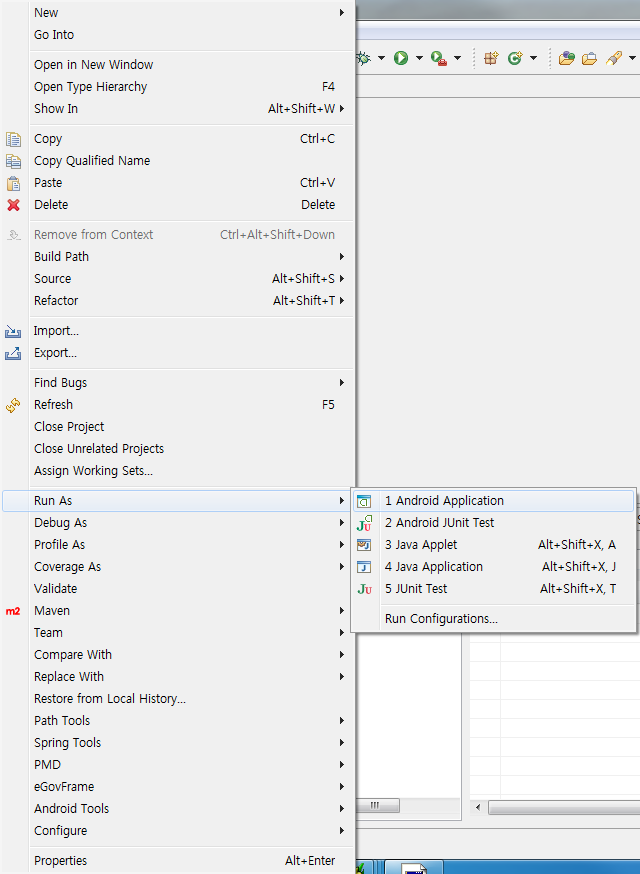 New
Go Into
Open in New Window
Open Type Hierarchy F4
Show In Alt+Shift+W
Copy Ctrl+C
Copy Qualified Name
Paste Ctrl+V
Delete Delete
Remove from Context Ctrl+Alt+Shift+Down
Build Path
Source Alt+Shift+S
Refactor Alt+Shift+T
Import...
Export...
Find Bugs
Refresh F5
Close Project
Close Unrelated Projects
Assign Working Sets...
Run As
Debug As
Profile As
Coverage As
Validate
m2 Maven
Team
Compare With
Replace With
Restore from Local History...
Path Tools
Spring Tools
PMD
eGovFrame
Android Tools
Configure
Properties Alt+Enter
1 Android Application
2 Android JUnit Test
3 Java Applet Alt+Shift+X, A
4 Java Application Alt+Shift+X, J
5 JUnit Test Alt+Shift+X, T
Run Configurations...